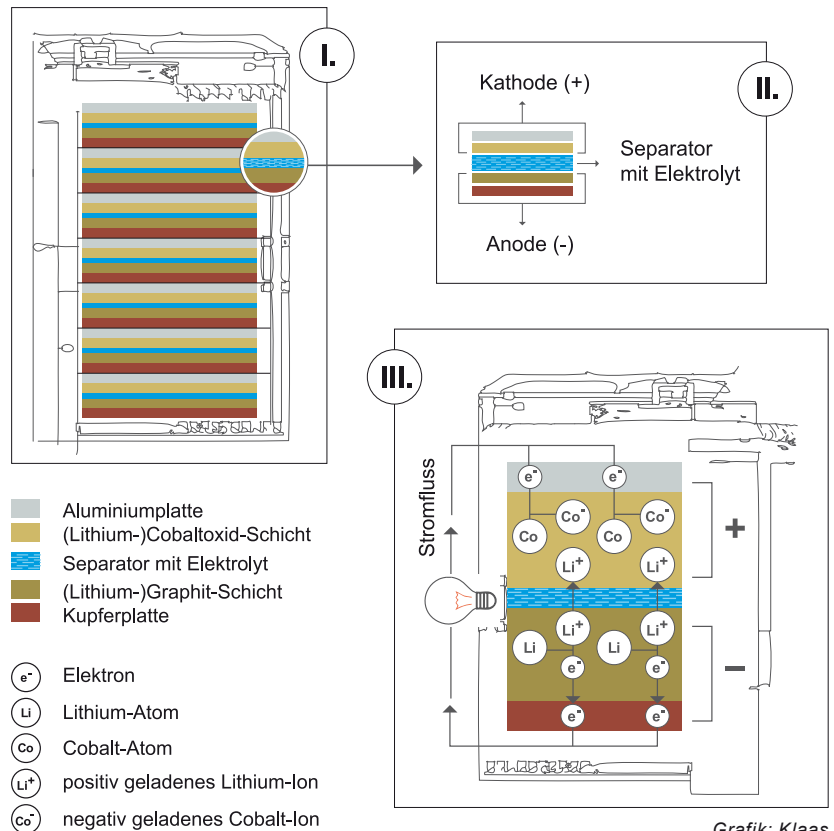 I.
II.
Kathode (+)
Separator
mit Elektrolyt
Anode (-)
III.
Stromfluss
e⁻ e⁻
Co⁻ Co⁻
Co Co
Li⁺ Li⁺
+
Li⁺ Li⁺
Li Li
e⁻ e⁻
−
e⁻ e⁻
Aluminiumplatte
(Lithium-)Cobaltoxid-Schicht
Separator mit Elektrolyt
(Lithium-)Graphit-Schicht
Kupferplatte
e⁻ Elektron
Li Lithium-Atom
Co Cobalt-Atom
Li⁺ positiv geladenes Lithium-Ion
Co⁻ negativ geladenes Cobalt-Ion
Grafik: Klaas